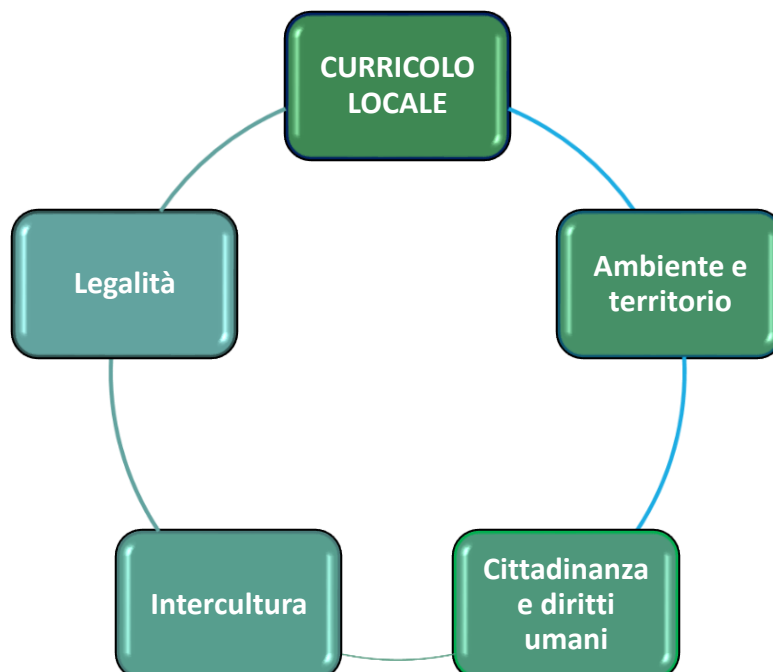 CURRICOLO
LOCALE
Ambiente e
territorio
Cittadinanza
e diritti
umani
Intercultura
Legalità